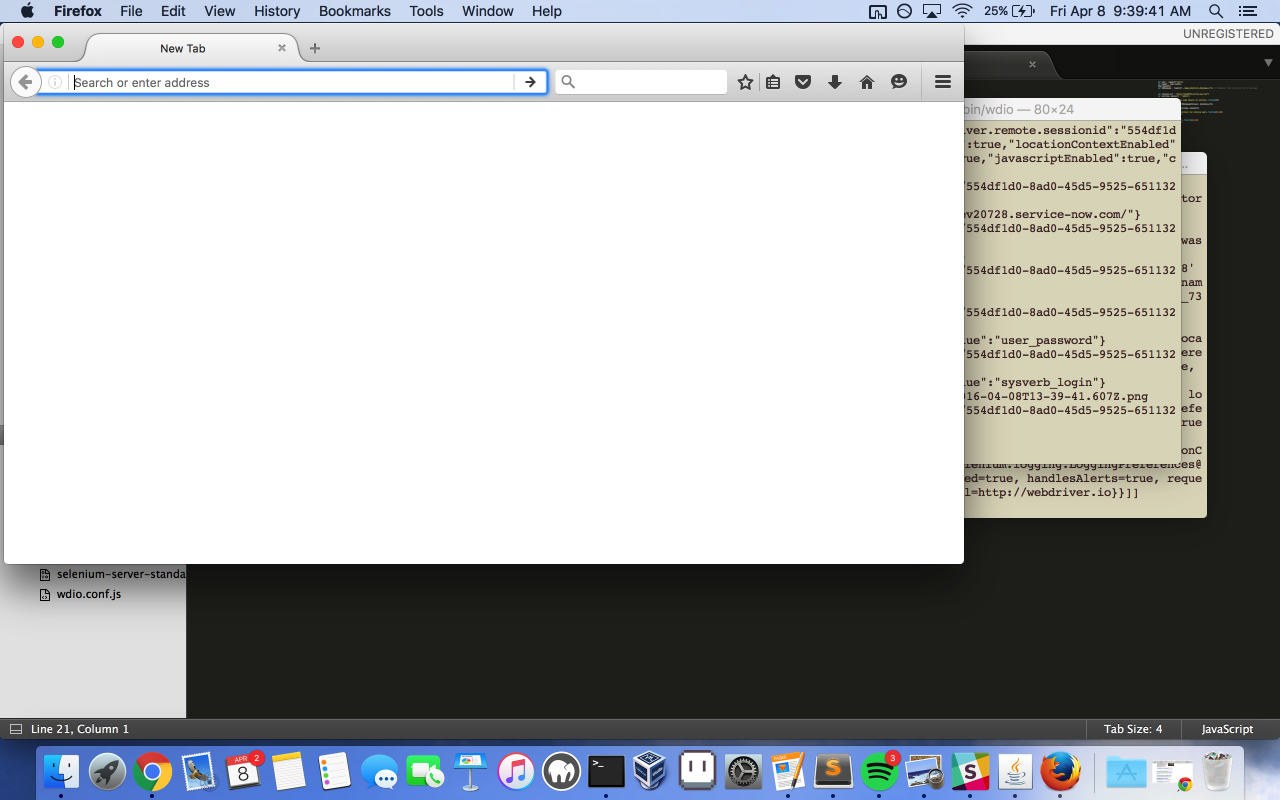 Firefox File Edit View History Bookmarks Tools Window Help 25% Fri Apr 8 9:39:41 AM
UNREGISTERED
New Tab
Search or enter address
bin/wdio — 80×24
ver.remote.sessionid":"554df1d
:true,"locationContextEnabled"
ue,"javascriptEnabled":true,"c
554df1d0-8ad0-45d5-9525-651132
tor
ev20728.service-now.com/"}
554df1d0-8ad0-45d5-9525-651132
was
554df1d0-8ad0-45d5-9525-651132
8'
nam
_73
554df1d0-8ad0-45d5-9525-651132
ue":"user_password"}
oca
554df1d0-8ad0-45d5-9525-651132
ere
e,
ue":"sysverb_login"}
016-04-08T13-39-41.607Z.png
lo
554df1d0-8ad0-45d5-9525-651132
efe
rue
onC
lenium.logging.LoggingPreferences@
ed=true, handlesAlerts=true, reque
l=http://webdriver.io}}]]
selenium-server-standa
wdio.conf.js
Line 21, Column 1
Tab Size: 4 JavaScript
APR 2
8
3